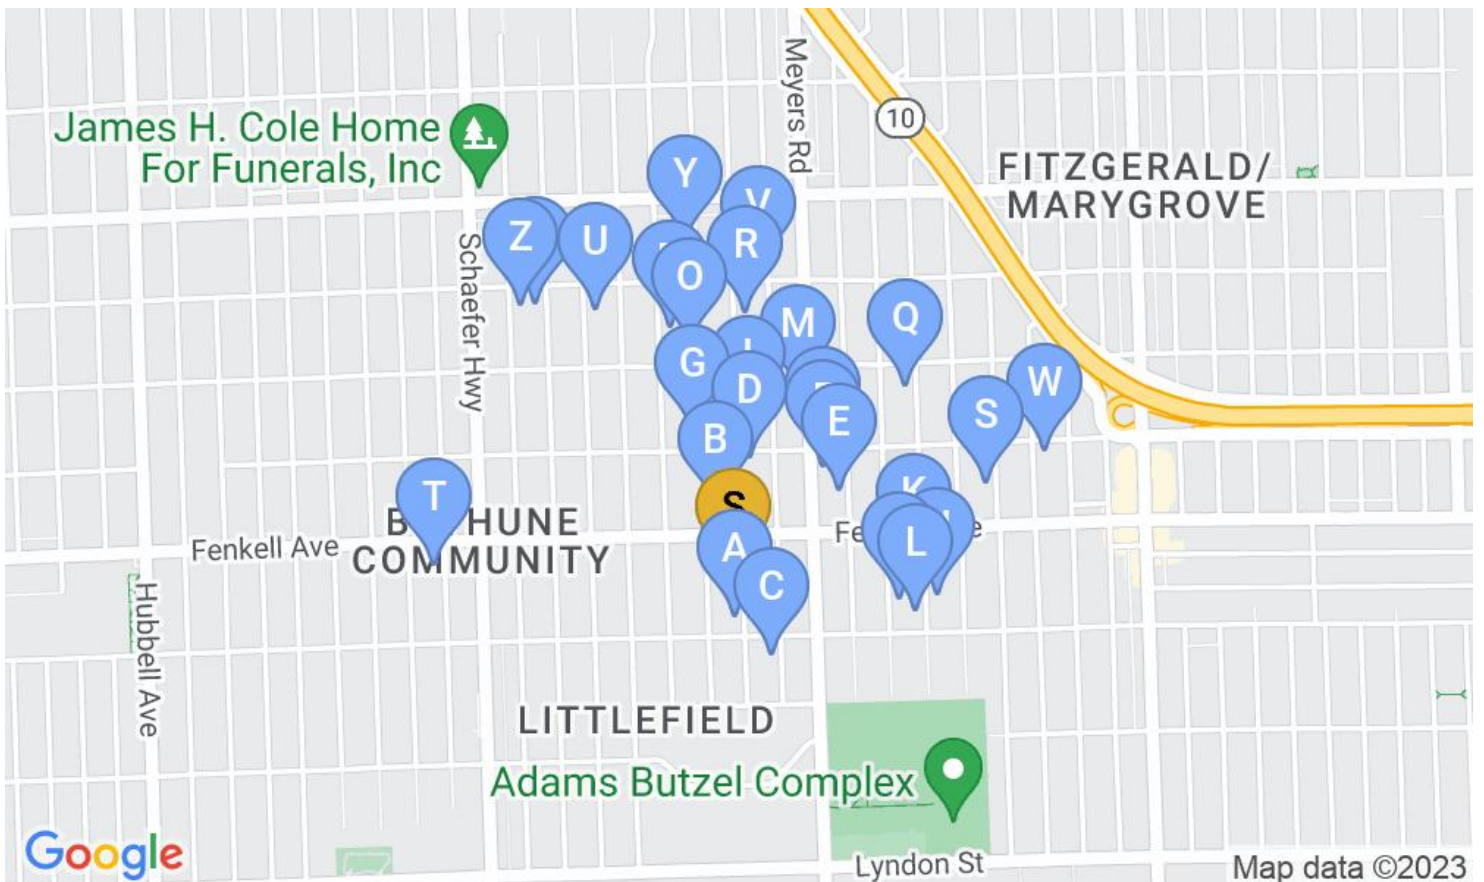 Meyers Rd
10
James H. Cole Home
For Funerals, Inc
FITZGERALD/
MARYGROVE
Y
V
R
Z
U
O
Schaefer Hwy
M
Q
G
D
W
S
E
B
T
K
S
BETHUNE
COMMUNITY
Fenkell Ave
A
L
C
Hubbell Ave
LITTLEFIELD
Adams Butzel Complex
Lyndon St
Google
Map data ©2023